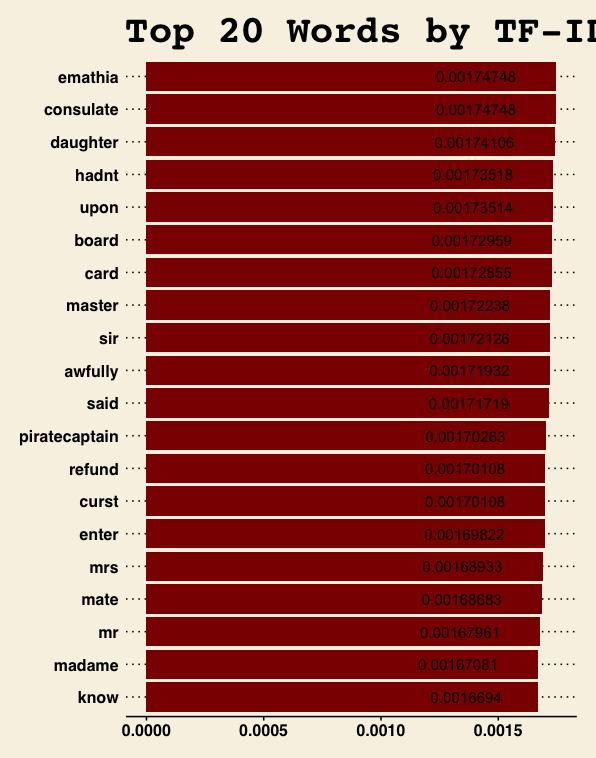 Top 20 Words by TF-ID
emathia 0.00174748
consulate 0.00174748
daughter 0.00174106
hadnt 0.00173518
upon 0.00173514
board 0.00172959
card 0.00172855
master 0.00172238
sir 0.00172126
awfully 0.00171932
said 0.00171719
piratecaptain 0.00170263
refund 0.00170108
curst 0.00170108
enter 0.00169822
mrs 0.00168933
mate 0.00168683
mr 0.00167961
madame 0.00167081
know 0.0016694
0.0000 0.0005 0.0010 0.0015